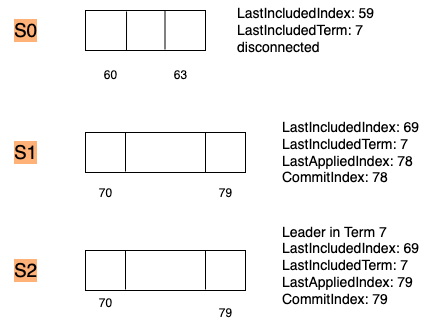 S0
LastIncludedIndex: 59
LastIncludedTerm: 7
disconnected
60
63
S1
LastIncludedIndex: 69
LastIncludedTerm: 7
LastAppliedIndex: 78
CommitIndex: 78
70
79
S2
Leader in Term 7
LastIncludedIndex: 69
LastIncludedTerm: 7
LastAppliedIndex: 79
CommitIndex: 79
70
79